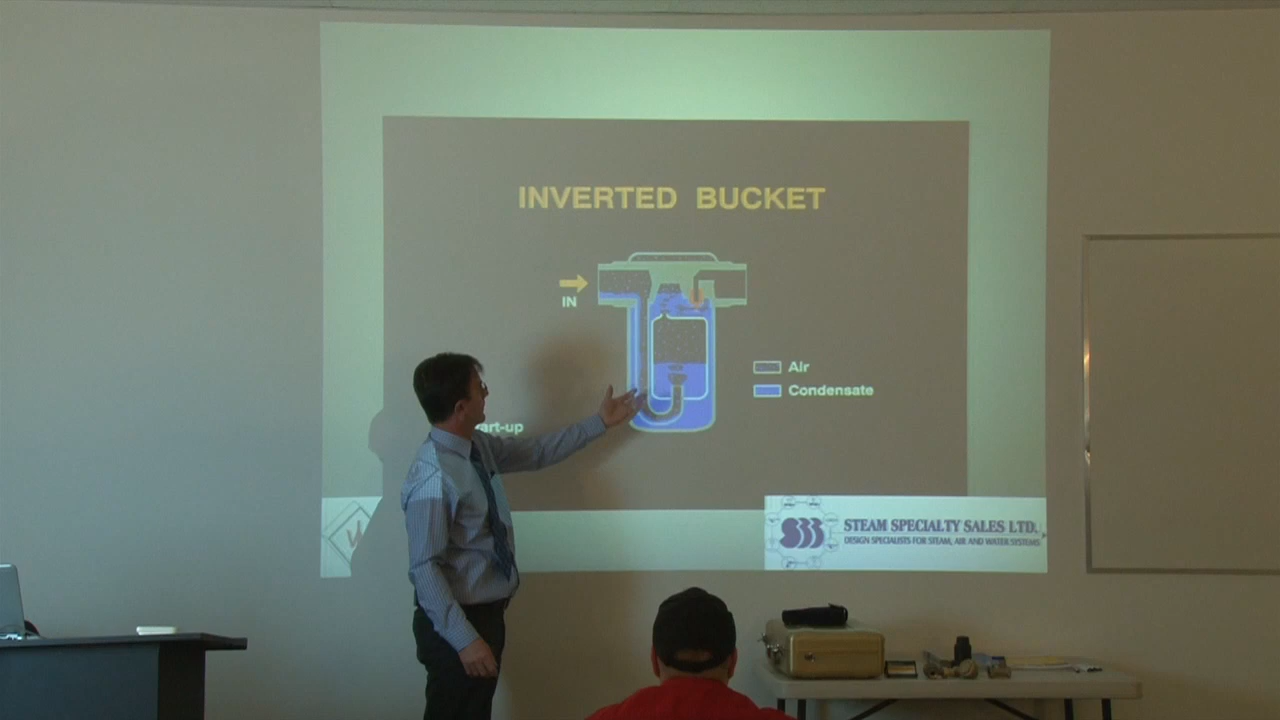 INVERTED BUCKET
IN
Air
Condensate
art-up
STEAM SPECIALTY SALES LTD.
DESIGN SPECIALISTS FOR STEAM, AIR AND WATER SYSTEMS